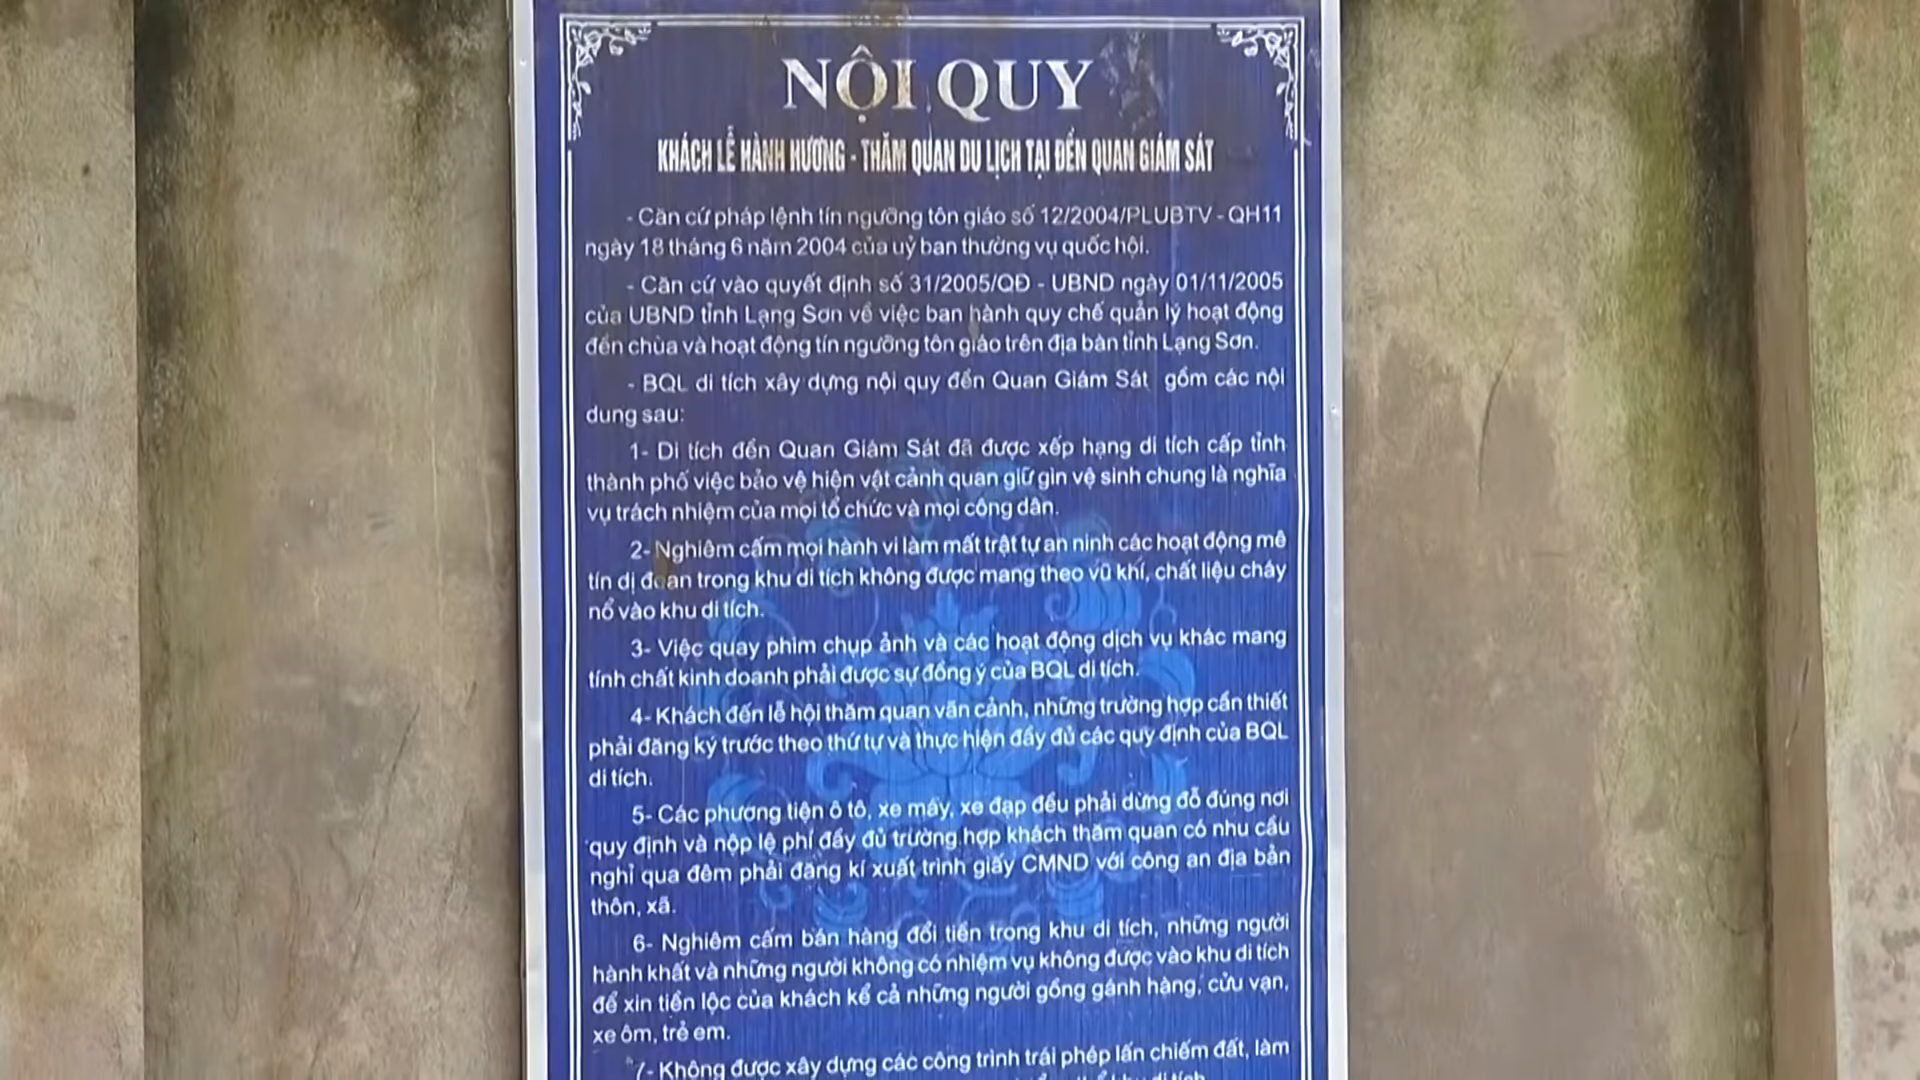 NỘI QUY
KHÁCH LỄ HÀNH HƯƠNG - THĂM QUAN DU LỊCH TẠI ĐỀN QUAN GIÁM SÁT
- Căn cứ pháp lệnh tín ngưỡng tôn giáo số 12/2004/PLUBTV - QH11
ngày 18 tháng 6 năm 2004 của uỷ ban thường vụ quốc hội.
- Căn cứ vào quyết định số 31/2005/QĐ - UBND ngày 01/11/2005
của UBND tỉnh Lạng Sơn về việc ban hành quy chế quản lý hoạt động
đền chùa và hoạt động tín ngưỡng tôn giáo trên địa bàn tỉnh Lạng Sơn.
- BQL di tích xây dựng nội quy đền Quan Giám Sát gồm các nội
dung sau:
1- Di tích đền Quan Giám Sát đã được xếp hạng di tích cấp tỉnh
thành phố việc bảo vệ hiện vật cảnh quan giữ gìn vệ sinh chung là nghĩa
vụ trách nhiệm của mọi tổ chức và mọi công dân.
2- Nghiêm cấm mọi hành vi làm mất trật tự an ninh các hoạt động mê
tín dị đoan trong khu di tích không được mang theo vũ khí, chất liệu cháy
nổ vào khu di tích.
3- Việc quay phim chụp ảnh và các hoạt động dịch vụ khác mang
tính chất kinh doanh phải được sự đồng ý của BQL di tích.
4- Khách đến lễ hội thăm quan vãn cảnh, những trường hợp cần thiết
phải đăng ký trước theo thứ tự và thực hiện đầy đủ các quy định của BQL
di tích.
5- Các phương tiện ô tô, xe máy, xe đạp đều phải dừng đỗ đúng nơi
quy định và nộp lệ phí đầy đủ trường hợp khách thăm quan có nhu cầu
nghỉ qua đêm phải đăng kí xuất trình giấy CMND với công an địa bản
thôn, xã.
6- Nghiêm cấm bán hàng đổi tiền trong khu di tích, những người
hành khất và những người không có nhiệm vụ không được vào khu di tích
để xin tiền lộc của khách kể cả những người gồng gánh hàng, cửu vạn,
xe ôm, trẻ em.
7- Không được xây dựng các công trình trái phép lấn chiếm đất, làm